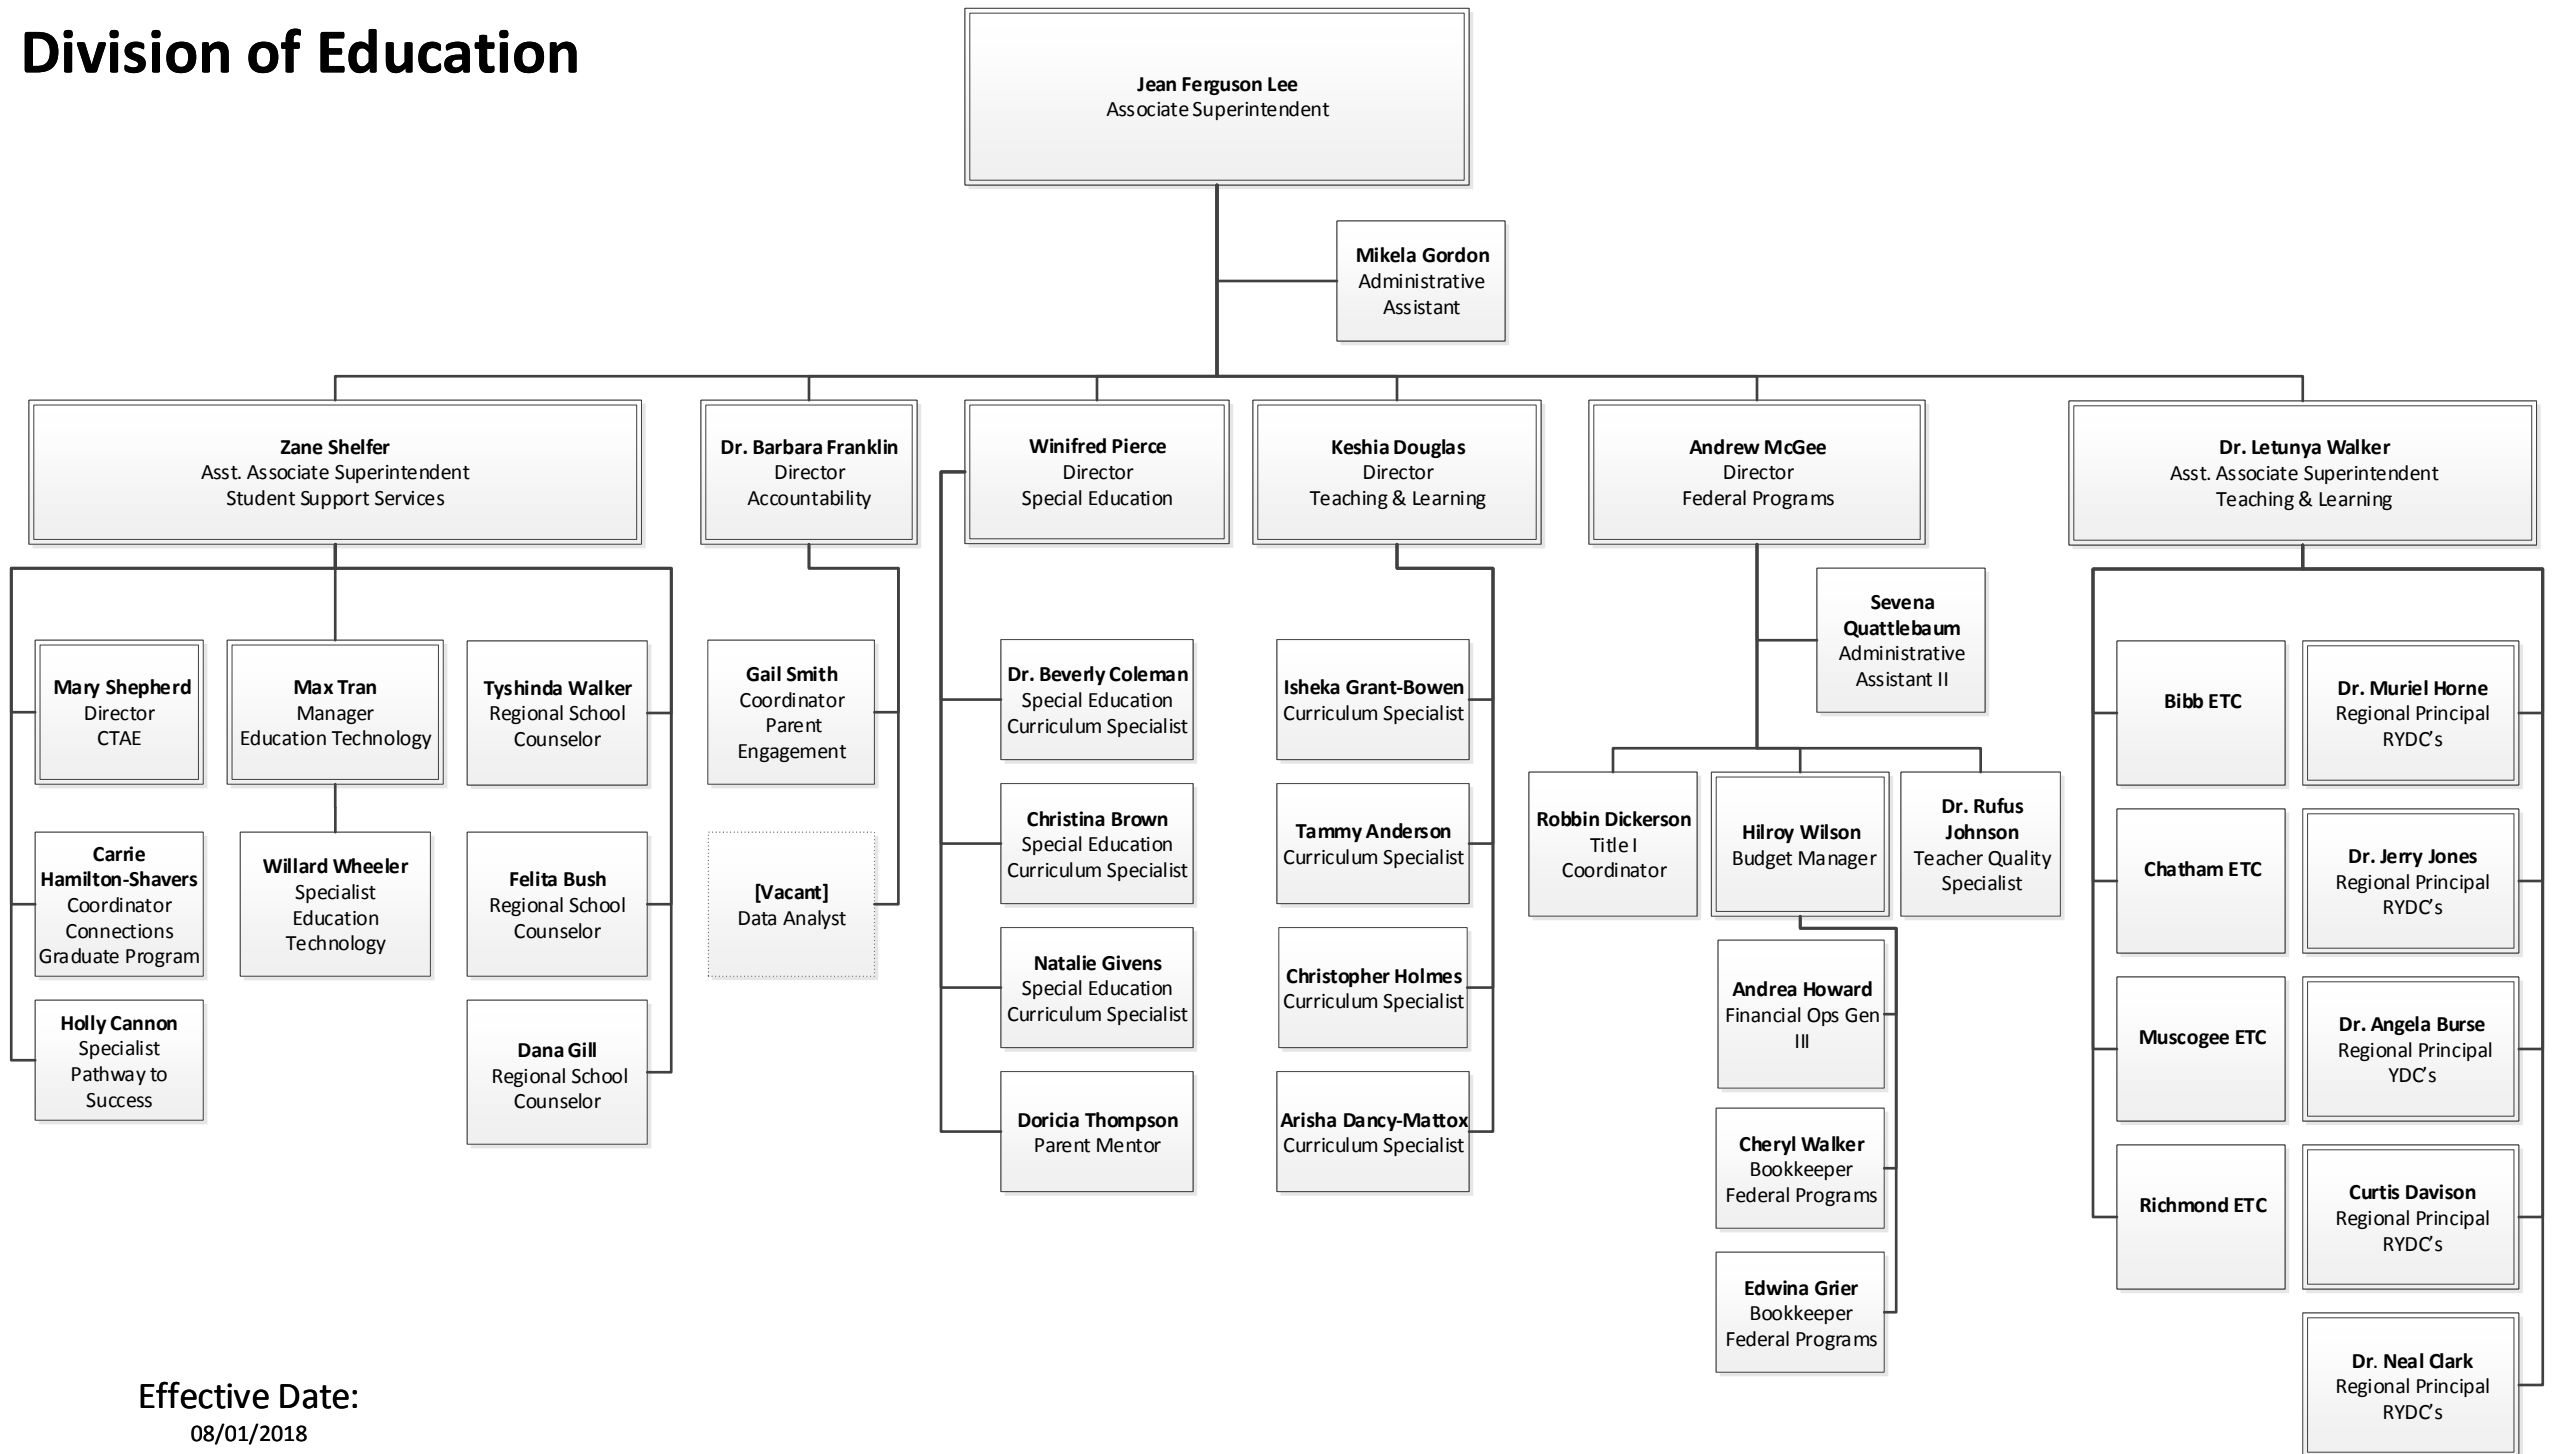 Division of Education
Jean Ferguson Lee
Associate Superintendent
Mikela Gordon
Administrative
Assistant
Zane Shelfer
Asst. Associate Superintendent
Student Support Services
Dr. Barbara Franklin
Director
Accountability
Winifred Pierce
Director
Special Education
Keshia Douglas
Director
Teaching & Learning
Andrew McGee
Director
Federal Programs
Dr. Letunya Walker
Asst. Associate Superintendent
Teaching & Learning
Mary Shepherd
Director
CTAE
Carrie
Hamilton-Shavers
Coordinator
Connections
Graduate Program
Holly Cannon
Specialist
Pathway to
Success
Max Tran
Manager
Education Technology
Willard Wheeler
Specialist
Education
Technology
Tyshinda Walker
Regional School
Counselor
Felita Bush
Regional School
Counselor
Dana Gill
Regional School
Counselor
Gail Smith
Coordinator
Parent
Engagement
[Vacant]
Data Analyst
Dr. Beverly Coleman
Special Education
Curriculum Specialist
Christina Brown
Special Education
Curriculum Specialist
Natalie Givens
Special Education
Curriculum Specialist
Doricia Thompson
Parent Mentor
Isheka Grant-Bowen
Curriculum Specialist
Tammy Anderson
Curriculum Specialist
Christopher Holmes
Curriculum Specialist
Arisha Dancy-Mattox
Curriculum Specialist
Sevena
Quattlebaum
Administrative
Assistant II
Robbin Dickerson
Title I
Coordinator
Hilroy Wilson
Budget Manager
Dr. Rufus
Johnson
Teacher Quality
Specialist
Andrea Howard
Financial Ops Gen
III
Cheryl Walker
Bookkeeper
Federal Programs
Edwina Grier
Bookkeeper
Federal Programs
Bibb ETC
Chatham ETC
Muscogee ETC
Richmond ETC
Dr. Muriel Horne
Regional Principal
RYDC’s
Dr. Jerry Jones
Regional Principal
RYDC’s
Dr. Angela Burse
Regional Principal
YDC’s
Curtis Davison
Regional Principal
RYDC’s
Dr. Neal Clark
Regional Principal
RYDC’s
Effective Date:
08/01/2018